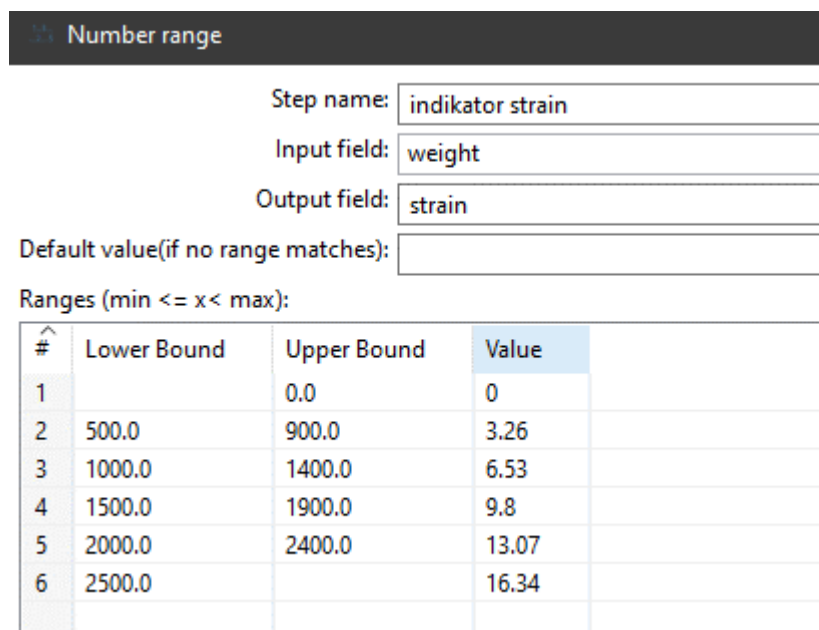 Number range
Step name: indikator strain
Input field: weight
Output field: strain
Default value(if no range matches):
Ranges (min <= x< max):
# Lower Bound Upper Bound Value
1 0.0 0
2 500.0 900.0 3.26
3 1000.0 1400.0 6.53
4 1500.0 1900.0 9.8
5 2000.0 2400.0 13.07
6 2500.0 16.34